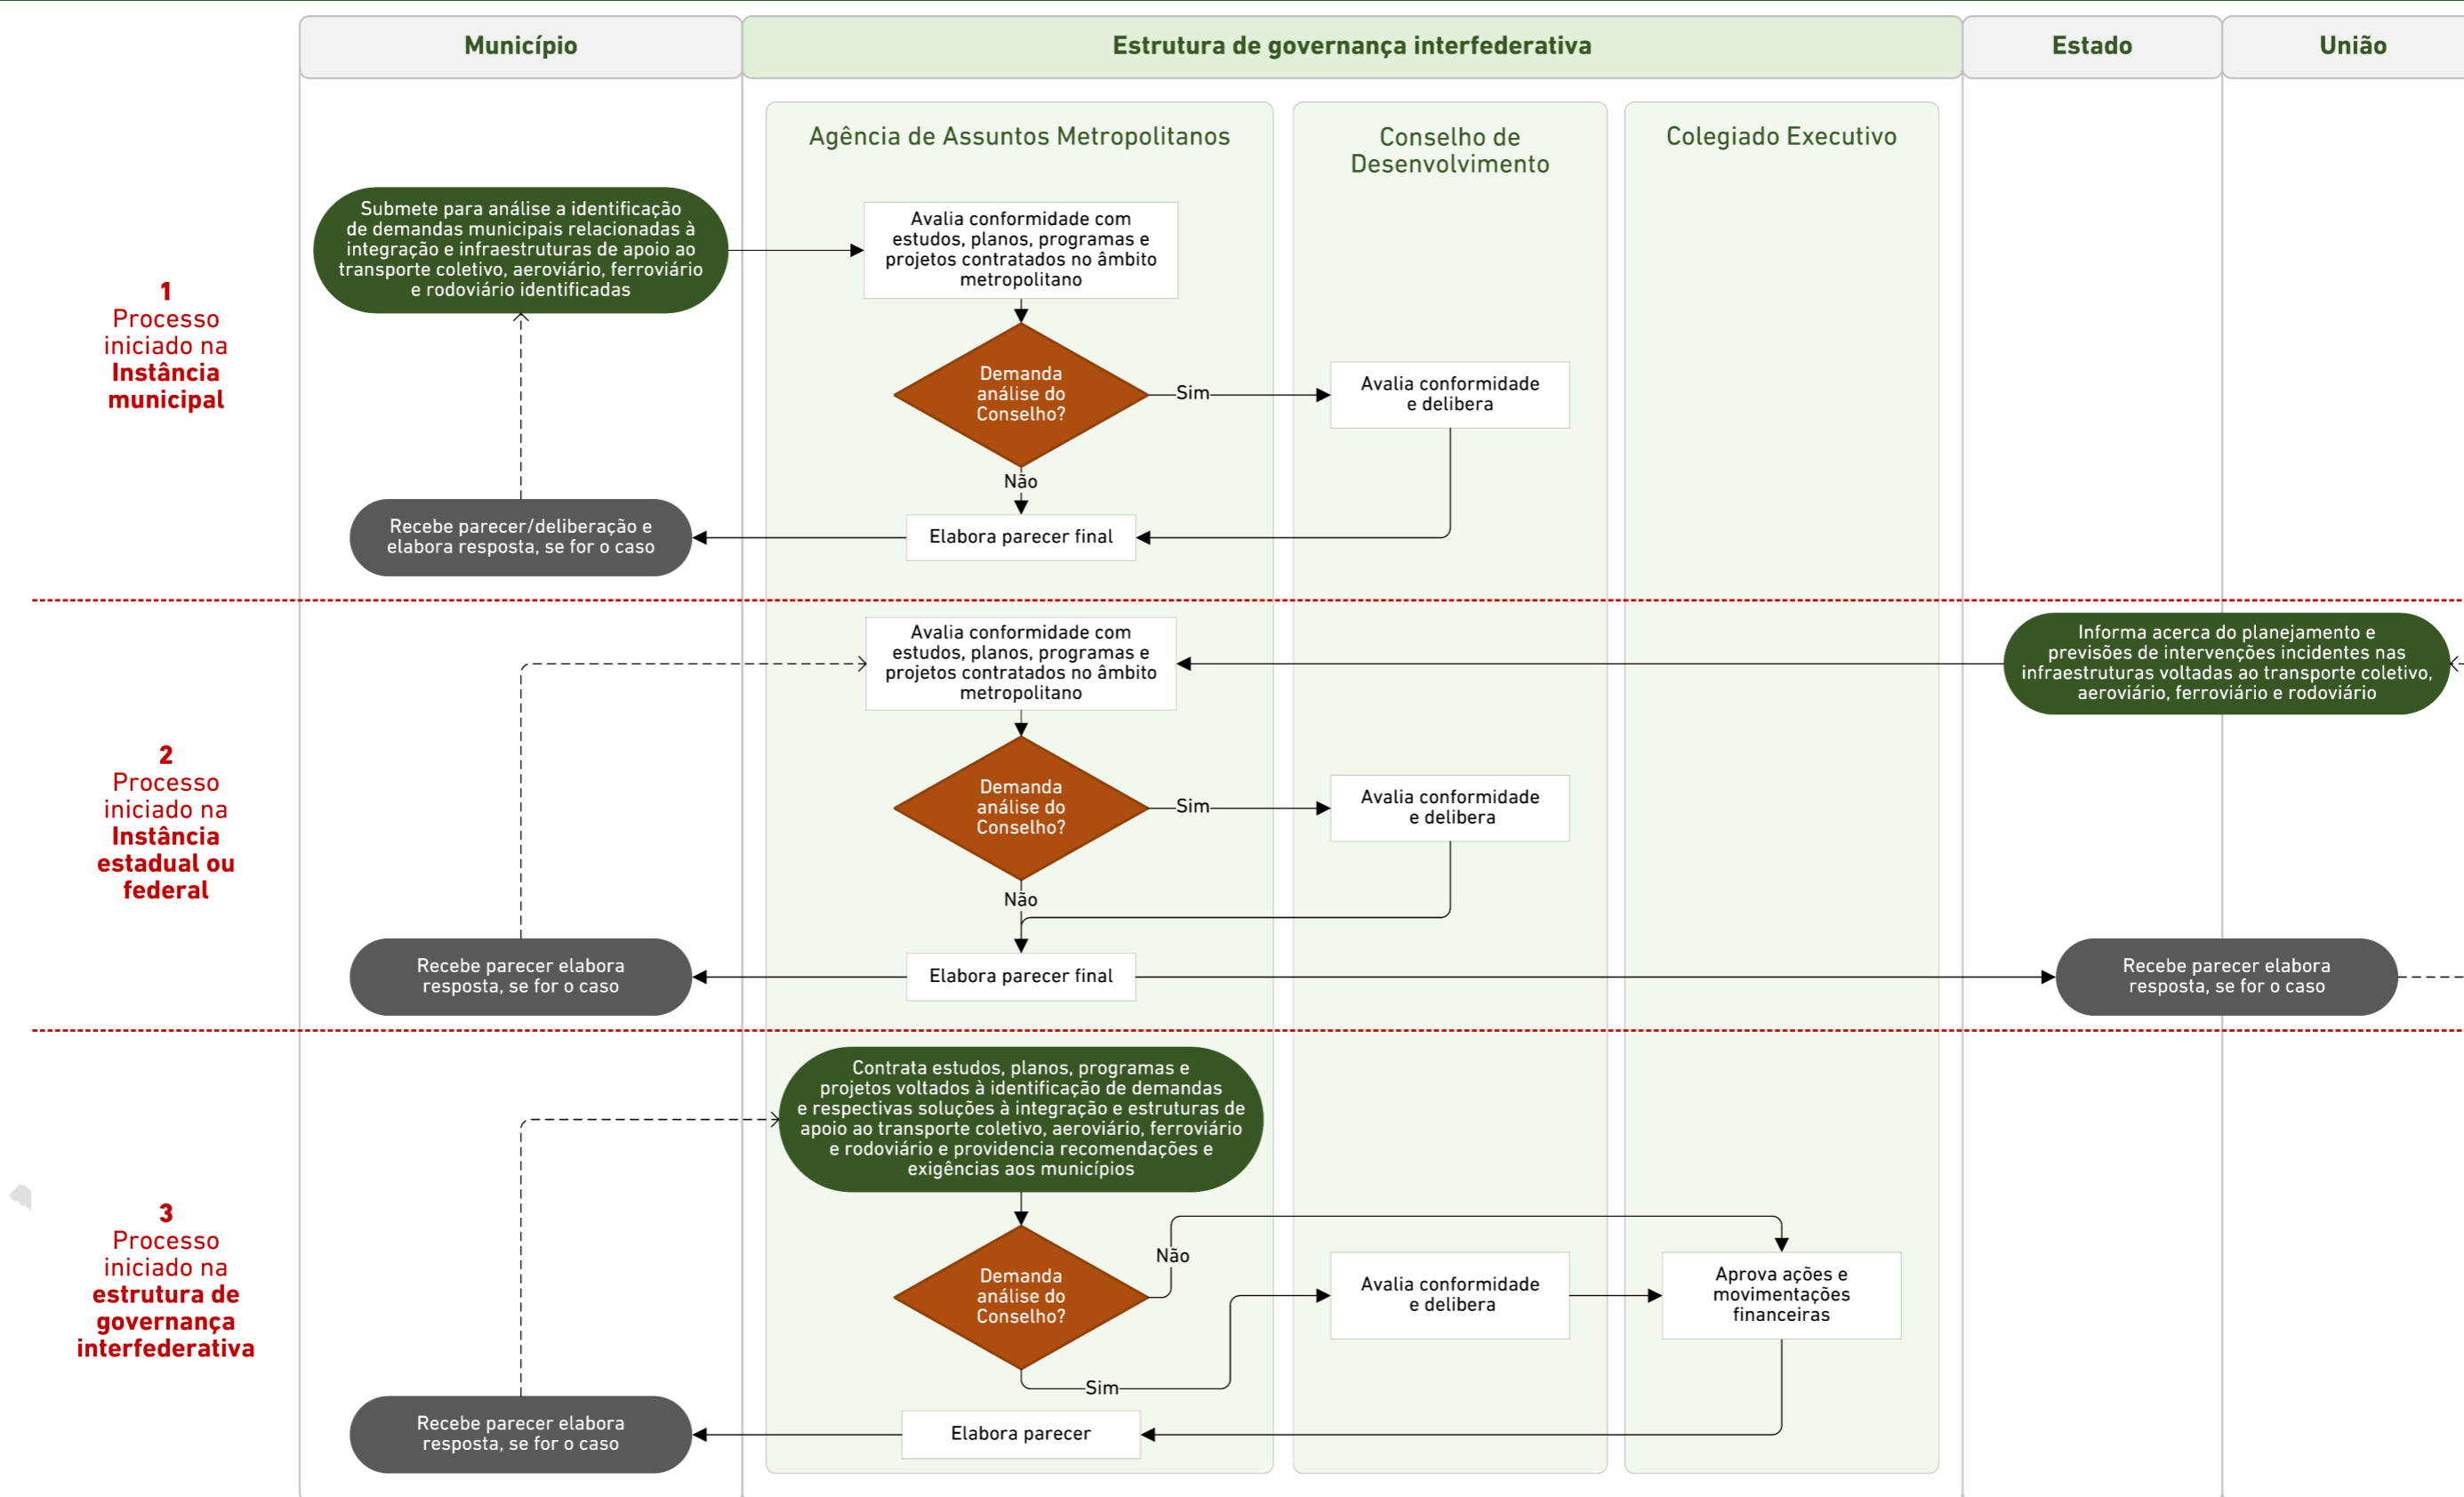 Município
Estrutura de governança interfederativa
Estado
União
Agência de Assuntos Metropolitanos
Conselho de
Desenvolvimento
Colegiado Executivo
1
Processo
iniciado na
Instância
municipal
Submete para análise a identificação
de demandas municipais relacionadas à
integração e infraestruturas de apoio ao
transporte coletivo, aeroviário, ferroviário
e rodoviário identificadas
Avalia conformidade com
estudos, planos, programas e
projetos contratados no âmbito
metropolitano
Demanda
análise do
Conselho?
Sim
Avalia conformidade
e delibera
Não
Recebe parecer/deliberação e
elabora resposta, se for o caso
Elabora parecer final
2
Processo
iniciado na
Instância
estadual ou
federal
Avalia conformidade com
estudos, planos, programas e
projetos contratados no âmbito
metropolitano
Informa acerca do planejamento e
previsões de intervenções incidentes nas
infraestruturas voltadas ao transporte coletivo,
aeroviário, ferroviário e rodoviário
Demanda
análise do
Conselho?
Sim
Avalia conformidade
e delibera
Não
Recebe parecer elabora
resposta, se for o caso
Elabora parecer final
Recebe parecer elabora
resposta, se for o caso
3
Processo
iniciado na
estrutura de
governança
interfederativa
Contrata estudos, planos, programas e
projetos voltados à identificação de demandas
e respectivas soluções à integração e estruturas de
apoio ao transporte coletivo, aeroviário, ferroviário
e rodoviário e providencia recomendações e
exigências aos municípios
Demanda
análise do
Conselho?
Não
Sim
Avalia conformidade
e delibera
Aprova ações e
movimentações
financeiras
Recebe parecer elabora
resposta, se for o caso
Elabora parecer